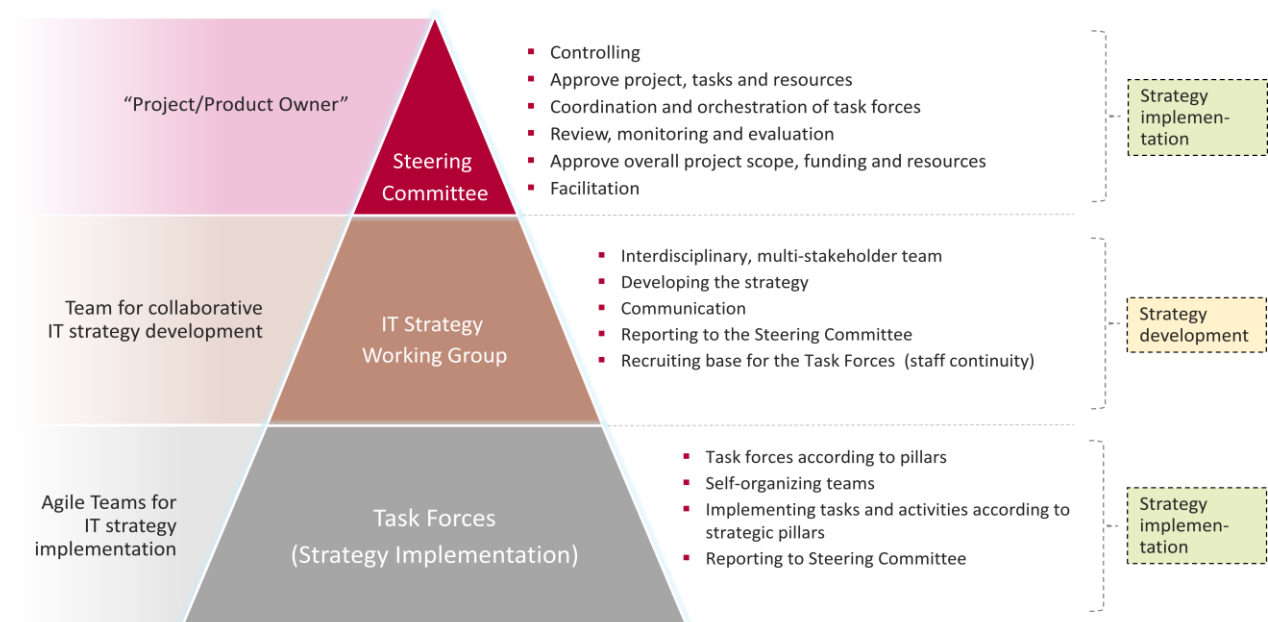 “Project/Product Owner”
Steering
Committee
Controlling
Approve project, tasks and resources
Coordination and orchestration of task forces
Review, monitoring and evaluation
Approve overall project scope, funding and resources
Facilitation
Strategy
implemen-
tation
Team for collaborative
IT strategy development
IT Strategy
Working Group
Interdisciplinary, multi-stakeholder team
Developing the strategy
Communication
Reporting to the Steering Committee
Recruiting base for the Task Forces (staff continuity)
Strategy
development
Agile Teams for
IT strategy
implementation
Task Forces
(Strategy Implementation)
Task forces according to pillars
Self-organizing teams
Implementing tasks and activities according to
strategic pillars
Reporting to Steering Committee
Strategy
implemen-
tation